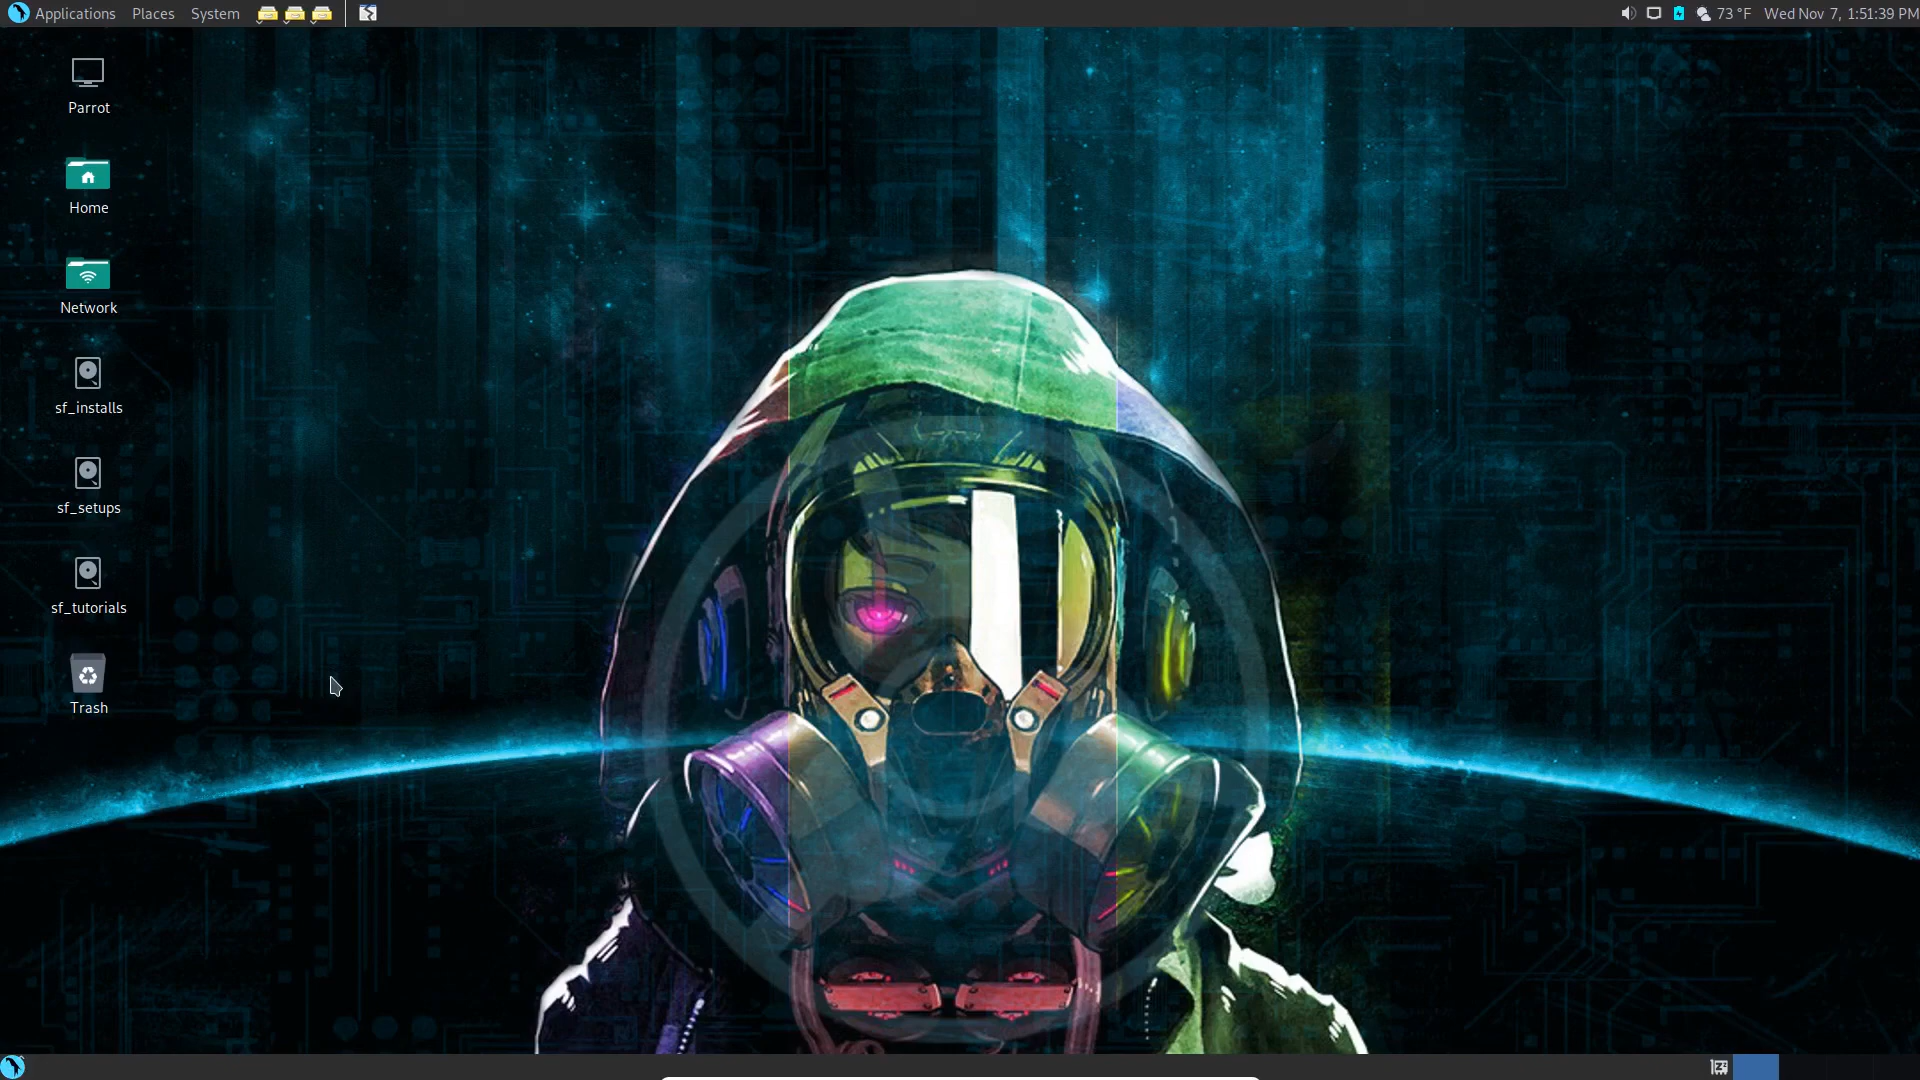 Applications Places System 73 °F Wed Nov 7, 1:51:39 PM
Parrot
Home
Network
sf_installs
sf_setups
sf_tutorials
Trash